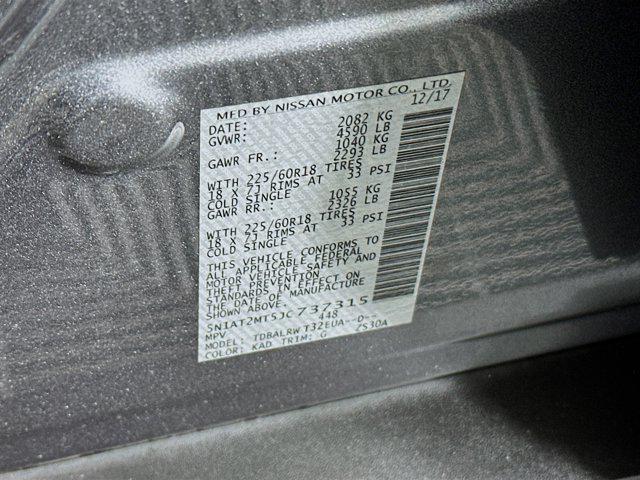 MFD BY NISSAN MOTOR CO., LTD.
DATE: 12/17
GVWR: 2082 KG
4590 LB
GAWR FR.: 1040 KG
2293 LB
WITH 225/60R18 TIRES
18 X 7J RIMS AT 33 PSI
COLD SINGLE
GAWR RR.: 1055 KG
2326 LB
WITH 225/60R18 TIRES
18 X 7J RIMS AT 33 PSI
COLD SINGLE
THIS VEHICLE CONFORMS TO
ALL APPLICABLE FEDERAL
MOTOR VEHICLE SAFETY AND
THEFT PREVENTION
STANDARDS IN EFFECT ON
THE DATE OF MANUFACTURE
SHOWN ABOVE
5N1AT2MT5JC737315
MPV 448
MODEL: TDBALRWT32EUA--D--
COLOR: KAD TRIM: G ZS30A